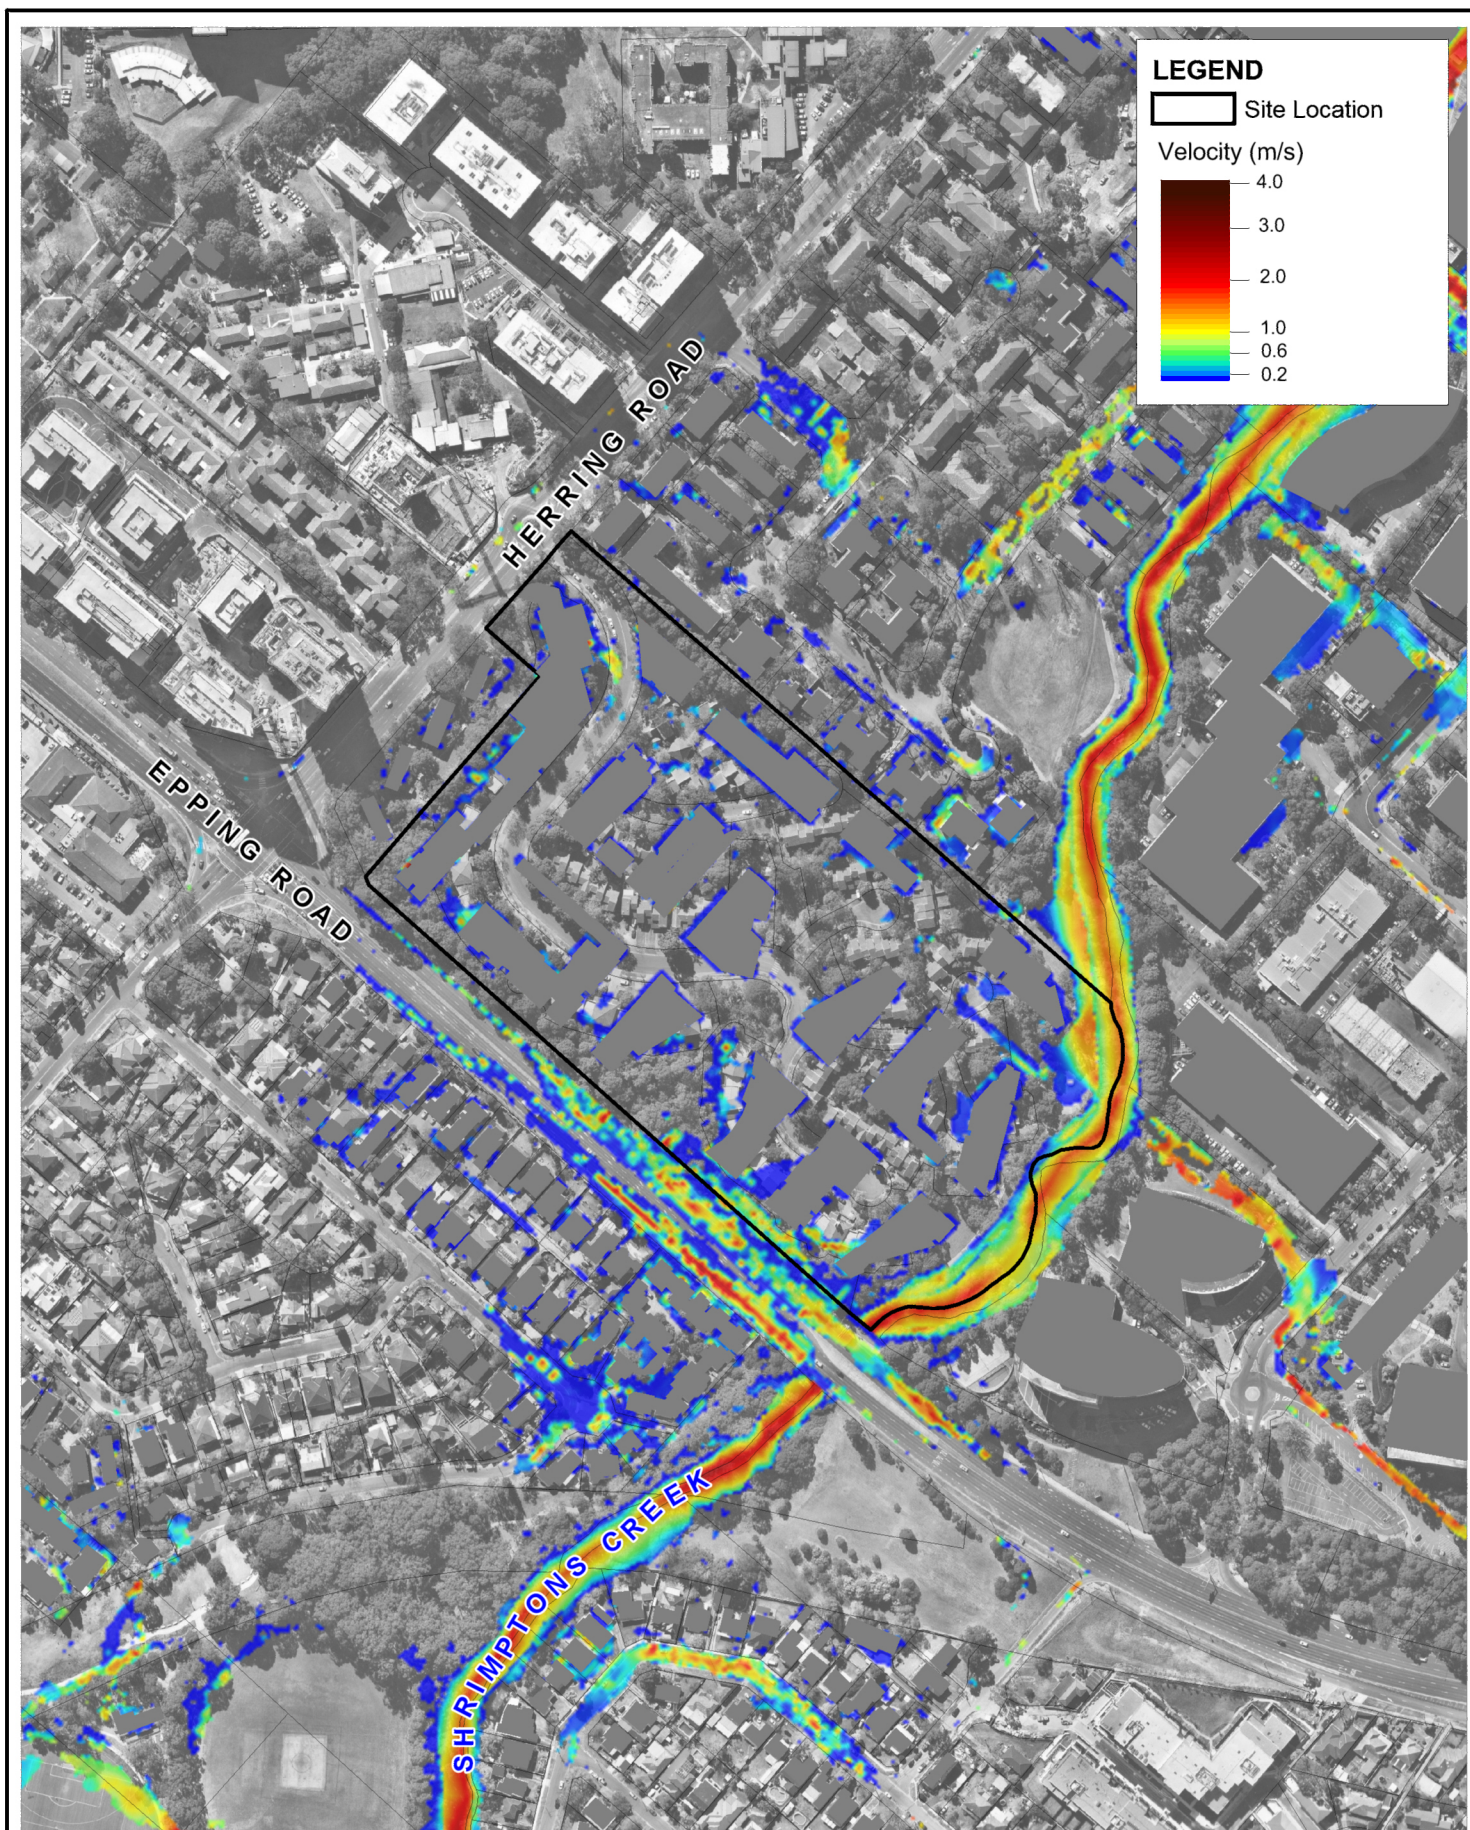 LEGEND
Site Location
Velocity (m/s)
4.0
3.0
2.0
1.0
0.6
0.2
HERRING ROAD
EPPING ROAD
SHRIMPTONS CREEK